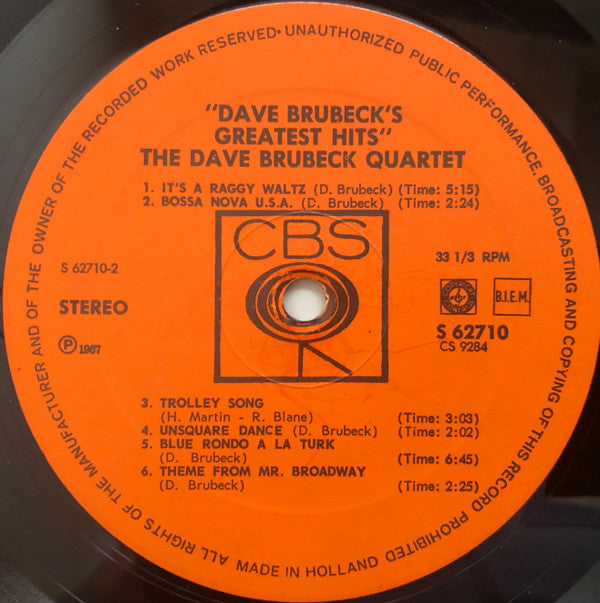 ALL RIGHTS OF THE MANUFACTURER AND OF THE OWNER OF THE RECORDED WORK RESERVED • UNAUTHORIZED PUBLIC PERFORMANCE, BROADCASTING AND COPYING OF THIS RECORD PROHIBITED
"DAVE BRUBECK'S
GREATEST HITS"
THE DAVE BRUBECK QUARTET
1. IT'S A RAGGY WALTZ (D. Brubeck) (Time: 5:15)
2. BOSSA NOVA U.S.A. (D. Brubeck) (Time: 2:24)
CBS
S 62710-2
33 1/3 RPM
STEREO
B.I.E.M.
S 62710
CS 9284
Ⓟ 1967
3. TROLLEY SONG
(H. Martin - R. Blane) (Time: 3:03)
4. UNSQUARE DANCE (D. Brubeck) (Time: 2:02)
5. BLUE RONDO A LA TURK
(D. Brubeck) (Time: 6:45)
6. THEME FROM MR. BROADWAY
(D. Brubeck) (Time: 2:25)
MADE IN HOLLAND